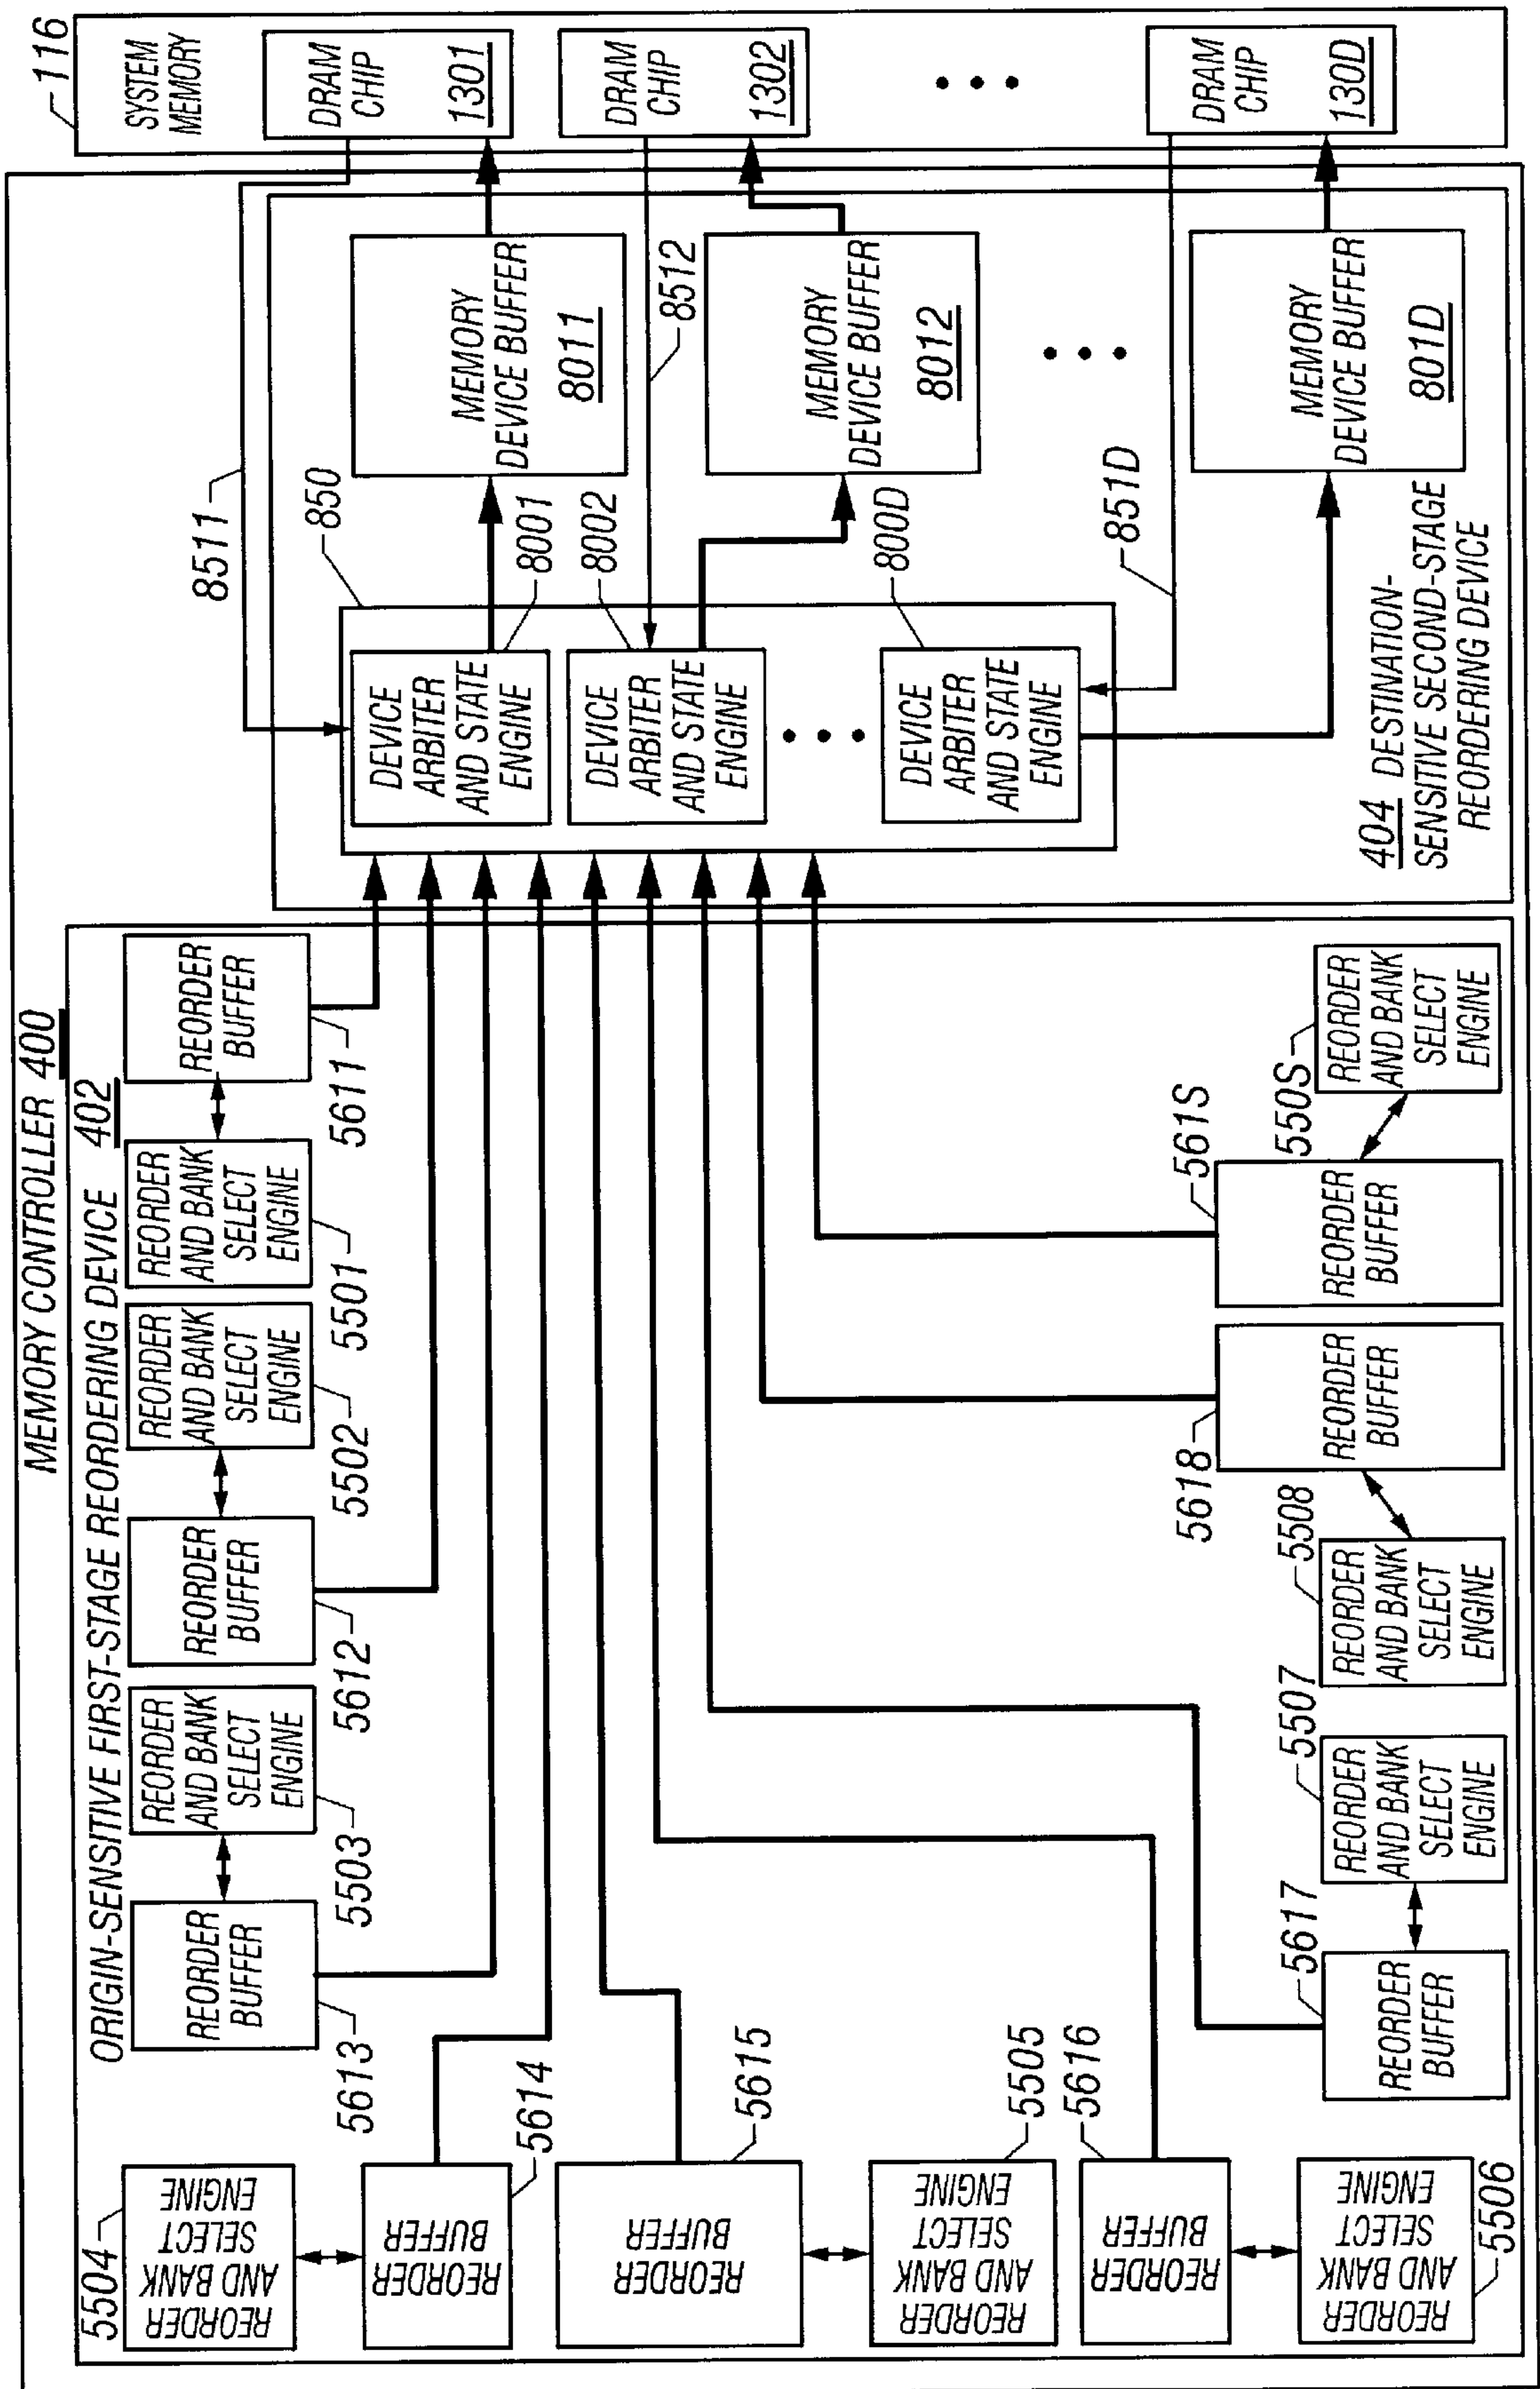 MEMORY CONTROLLER 400
ORIGIN-SENSITIVE FIRST-STAGE REORDERING DEVICE 402
5504
REORDER
AND BANK
SELECT
ENGINE
REORDER
BUFFER
5614
REORDER
BUFFER
5615
REORDER
AND BANK
SELECT
ENGINE
5505
5616
REORDER
BUFFER
REORDER
AND BANK
SELECT
ENGINE
5506
5613
REORDER
BUFFER
REORDER
AND BANK
SELECT
ENGINE
5503
5612
REORDER
BUFFER
REORDER
AND BANK
SELECT
ENGINE
5502
REORDER
AND BANK
SELECT
ENGINE
5501
REORDER
BUFFER
5611
5617
REORDER
BUFFER
5507
REORDER
AND BANK
SELECT
ENGINE
5508
REORDER
AND BANK
SELECT
ENGINE
5618
REORDER
BUFFER
561S
REORDER
BUFFER
550S
REORDER
AND BANK
SELECT
ENGINE
8511
850
DEVICE
ARBITER
AND STATE
ENGINE
8001
8002
DEVICE
ARBITER
AND STATE
ENGINE
800D
DEVICE
ARBITER
AND STATE
ENGINE
MEMORY
DEVICE BUFFER
8011
8512
MEMORY
DEVICE BUFFER
8012
851D
MEMORY
DEVICE BUFFER
801D
404 DESTINATION-
SENSITIVE SECOND-STAGE
REORDERING DEVICE
116
SYSTEM
MEMORY
DRAM
CHIP
1301
DRAM
CHIP
1302
DRAM
CHIP
130D